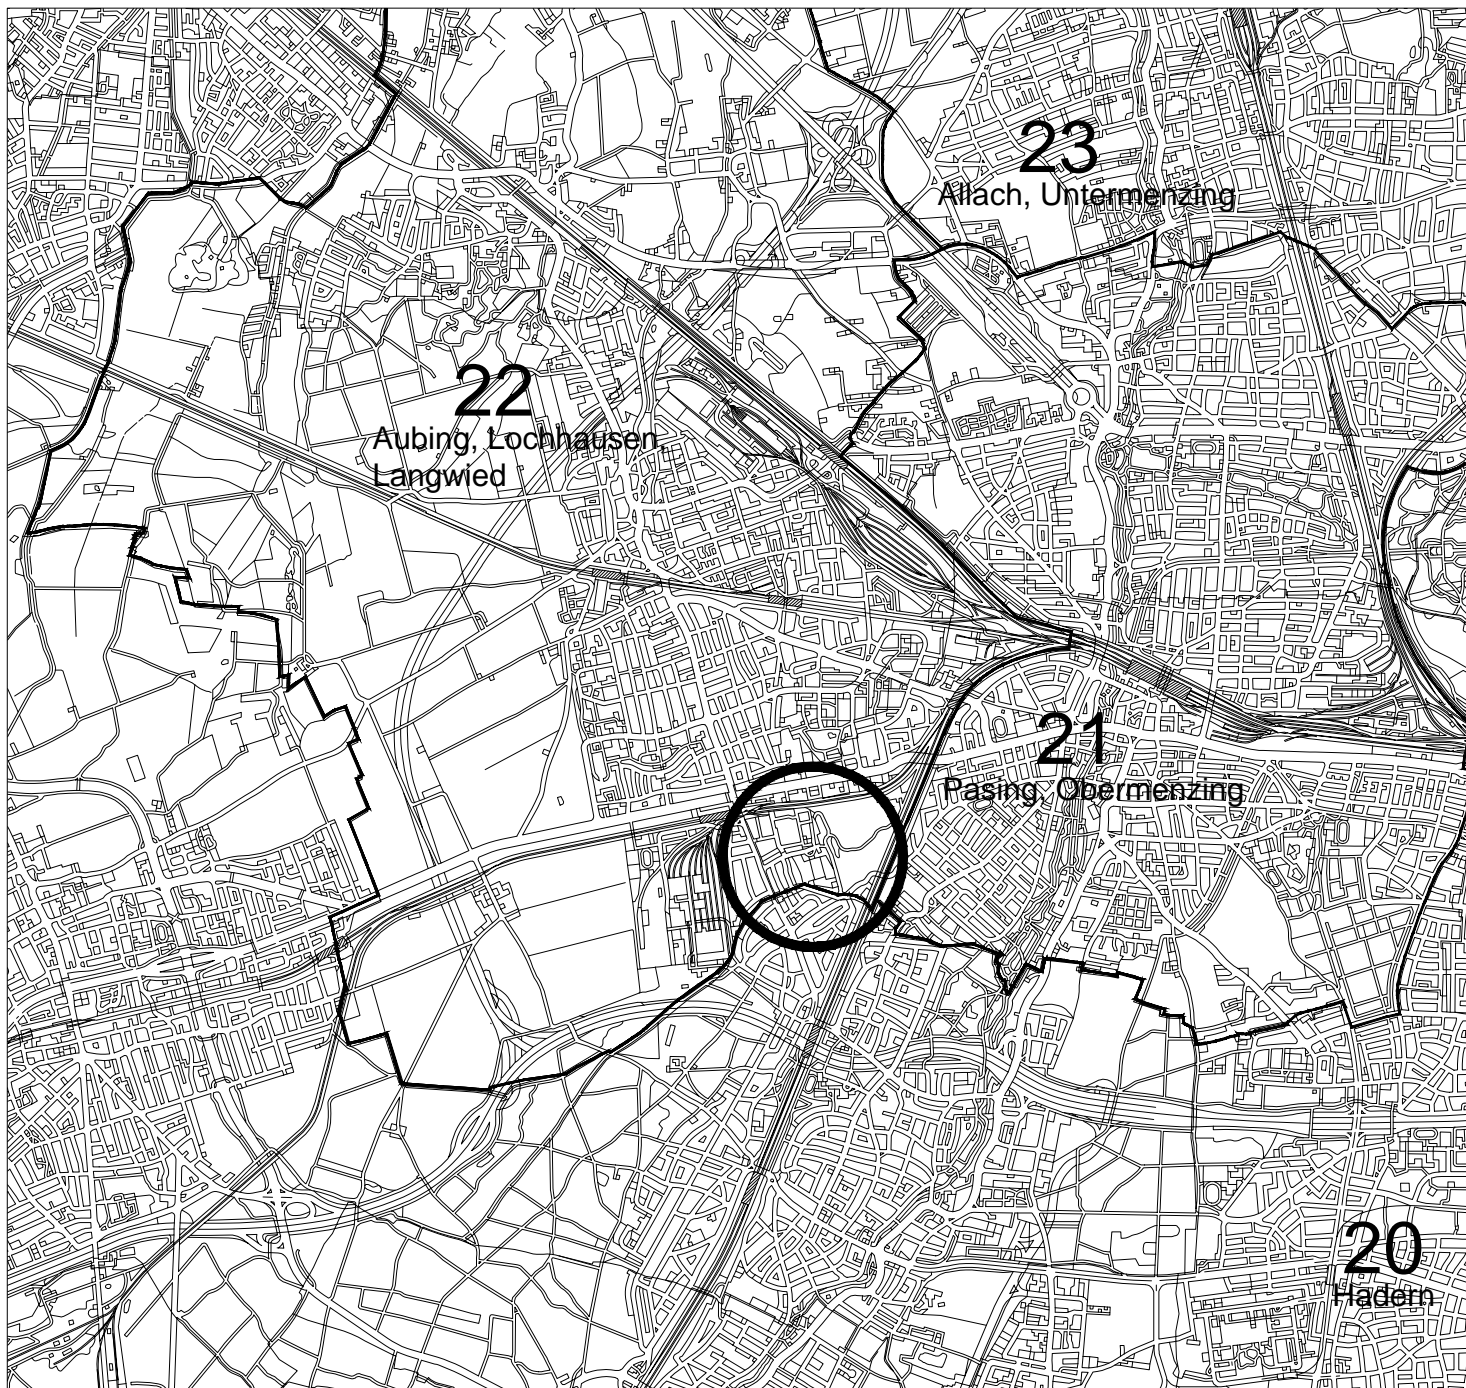 23
Allach, Untermenzing
22
Aubing, Lochhausen,
Langwied
21
Pasing, Obermenzing
20
Hadern